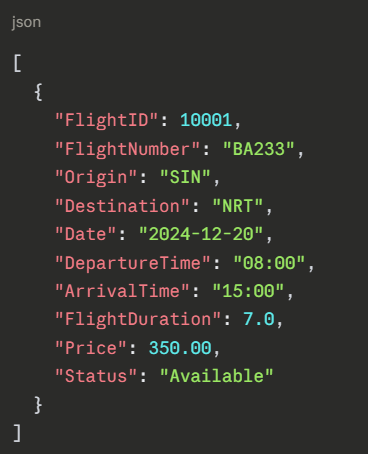 json
[
{
"FlightID": 10001,
"FlightNumber": "BA233",
"Origin": "SIN",
"Destination": "NRT",
"Date": "2024-12-20",
"DepartureTime": "08:00",
"ArrivalTime": "15:00",
"FlightDuration": 7.0,
"Price": 350.00,
"Status": "Available"
}
]